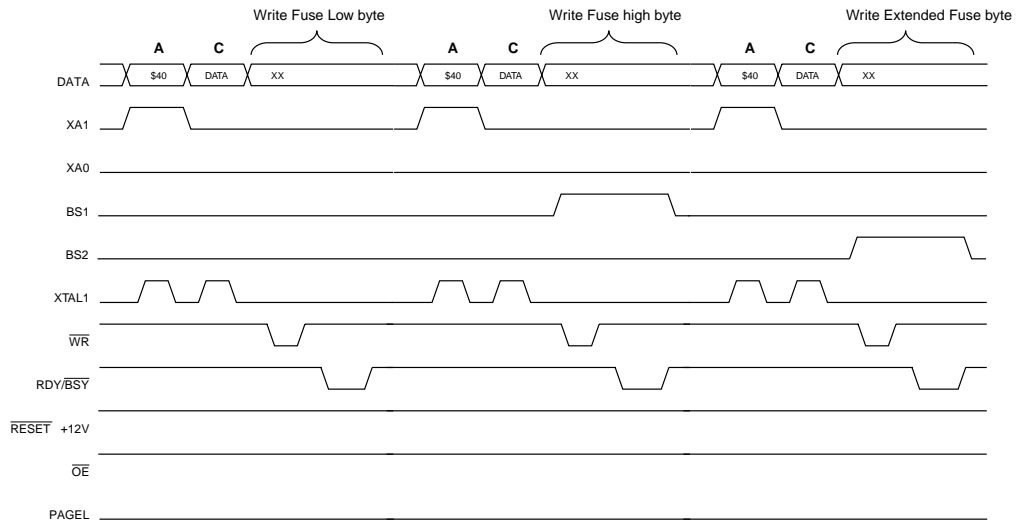 Write Fuse Low byte Write Fuse high byte Write Extended Fuse byte
A C A C A C
DATA $40 DATA XX $40 DATA XX $40 DATA XX
XA1
XA0
BS1
BS2
XTAL1
WR
RDY/BSY
RESET +12V
OE
PAGEL